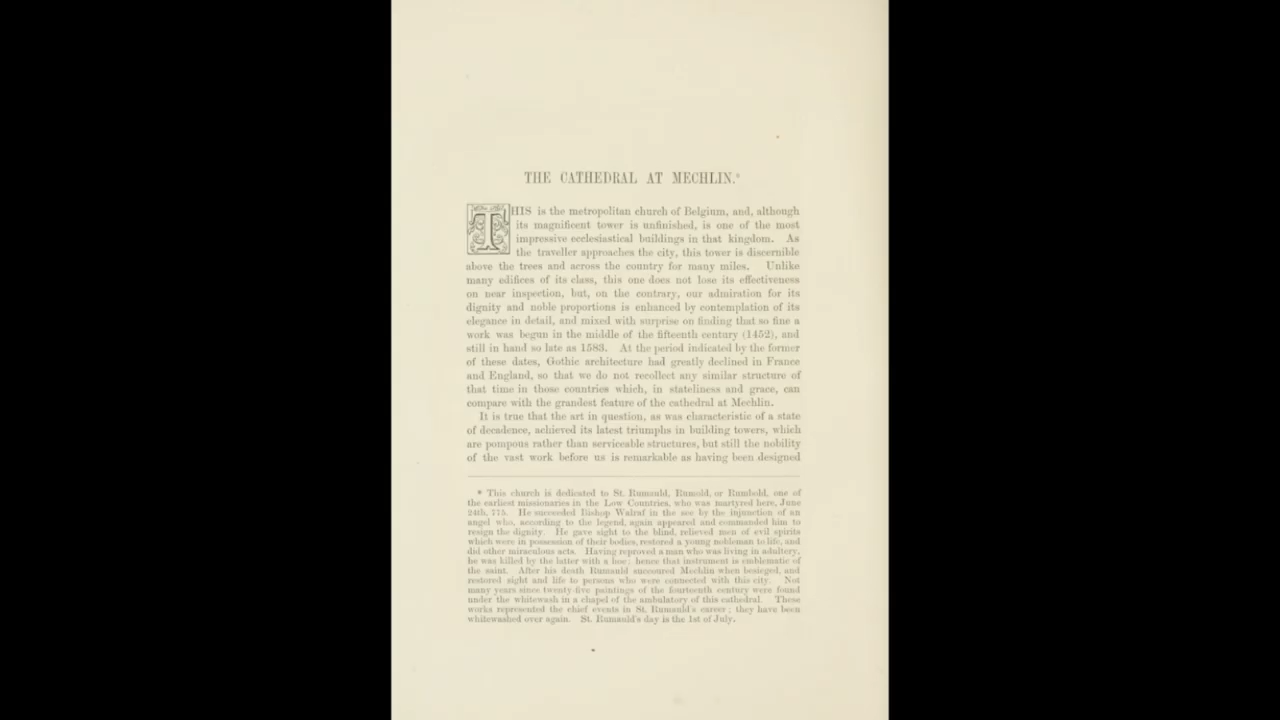 THE CATHEDRAL AT MECHLIN.*
THIS is the metropolitan church of Belgium, and, although
its magnificent tower is unfinished, is one of the most
impressive ecclesiastical buildings in that kingdom. As
the traveller approaches the city, this tower is discernible
above the trees and across the country for many miles. Unlike
many edifices of its class, this one does not lose its effectiveness
on near inspection, but, on the contrary, our admiration for its
dignity and noble proportions is enhanced by contemplation of its
elegance in detail, and mixed with surprise on finding that so fine a
work was begun in the middle of the fifteenth century (1452), and
still in hand so late as 1583. At the period indicated by the former
of these dates, Gothic architecture had greatly declined in France
and England, so that we do not recollect any similar structure of
that time in those countries which, in stateliness and grace, can
compare with the grandest feature of the cathedral at Mechlin.
It is true that the art in question, as was characteristic of a state
of decadence, achieved its latest triumphs in building towers, which
are pompous rather than serviceable structures, but still the nobility
of the vast work before us is remarkable as having been designed
* This church is dedicated to St. Rumauld, Rumold, or Rumbold, one of
the earliest missionaries in the Low Countries, who was martyred here, June
24th, 775. He succeeded Bishop Walraf in the see by the injunction of an
angel who, according to the legend, again appeared and commanded him to
resign the dignity. He gave sight to the blind, relieved men of evil spirits
which were in possession of their bodies, restored a young nobleman to life, and
did other miraculous acts. Having reproved a man who was living in adultery,
he was killed by the latter with a hoe; hence that instrument is emblematic of
the saint. After his death Rumauld succoured Mechlin when besieged, and
restored sight and life to persons who were connected with this city. Not
many years since twenty-five paintings of the fourteenth century were found
under the whitewash in a chapel of the ambulatory of this cathedral. These
works represented the chief events in St. Rumauld's career; they have been
whitewashed over again. St. Rumauld's day is the 1st of July.